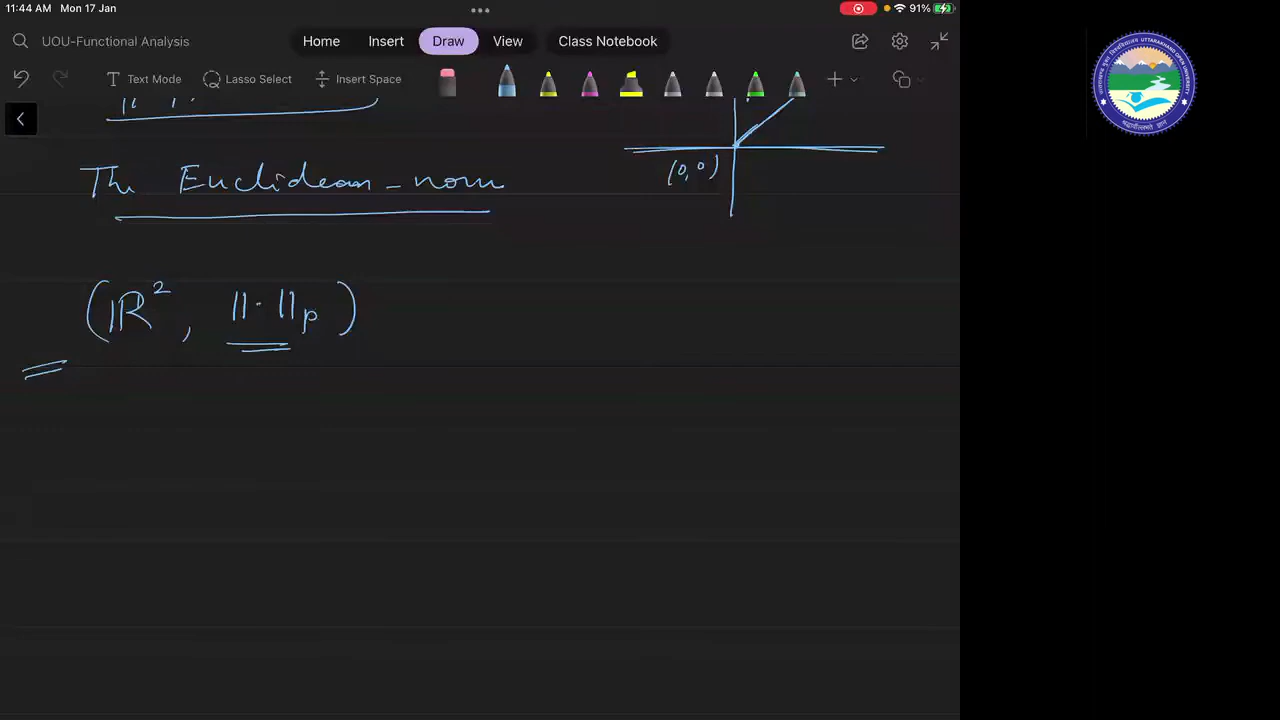 11:44 AM Mon 17 Jan
91%
UOU-Functional Analysis
Home Insert Draw View Class Notebook
Text Mode Lasso Select Insert Space
(0,0)
The Euclidean-norm
(ℝ², ||·||ₚ)